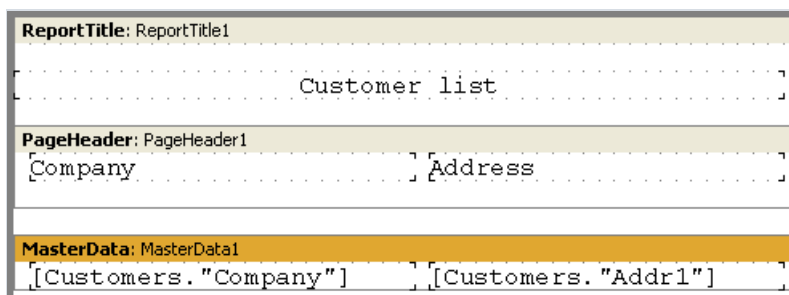 ReportTitle: ReportTitle1
Customer list
PageHeader: PageHeader1
Company Address
MasterData: MasterData1
[Customers."Company"] [Customers."Addr1"]